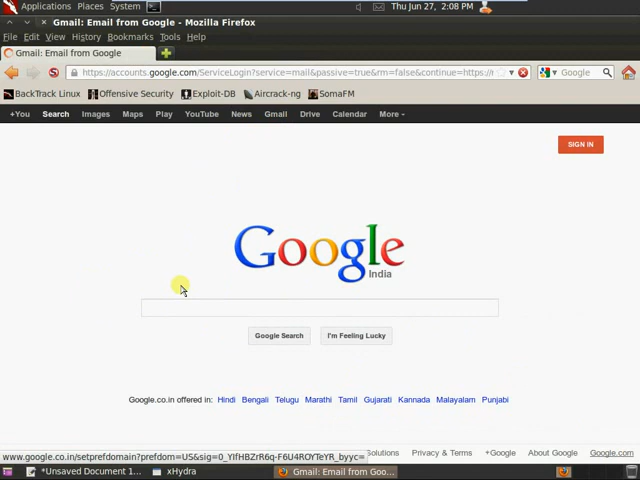 Applications Places System Thu Jun 27, 2:08 PM
Gmail: Email from Google - Mozilla Firefox
File Edit View History Bookmarks Tools Help
Gmail: Email from Google
https://accounts.google.com/ServiceLogin?service=mail&passive=true&rm=false&continue=https:// Google
BackTrack Linux Offensive Security Exploit-DB Aircrack-ng SomaFM
+You Search Images Maps Play YouTube News Gmail Drive Calendar More
SIGN IN
Google
India
Google Search I'm Feeling Lucky
Google.co.in offered in: Hindi Bengali Telugu Marathi Tamil Gujarati Kannada Malayalam Punjabi
Solutions Privacy & Terms +Google About Google Google.com
www.google.co.in/setprefdomain?prefdom=US&sig=
*Unsaved Document 1... xHydra Gmail: Email from Goo...